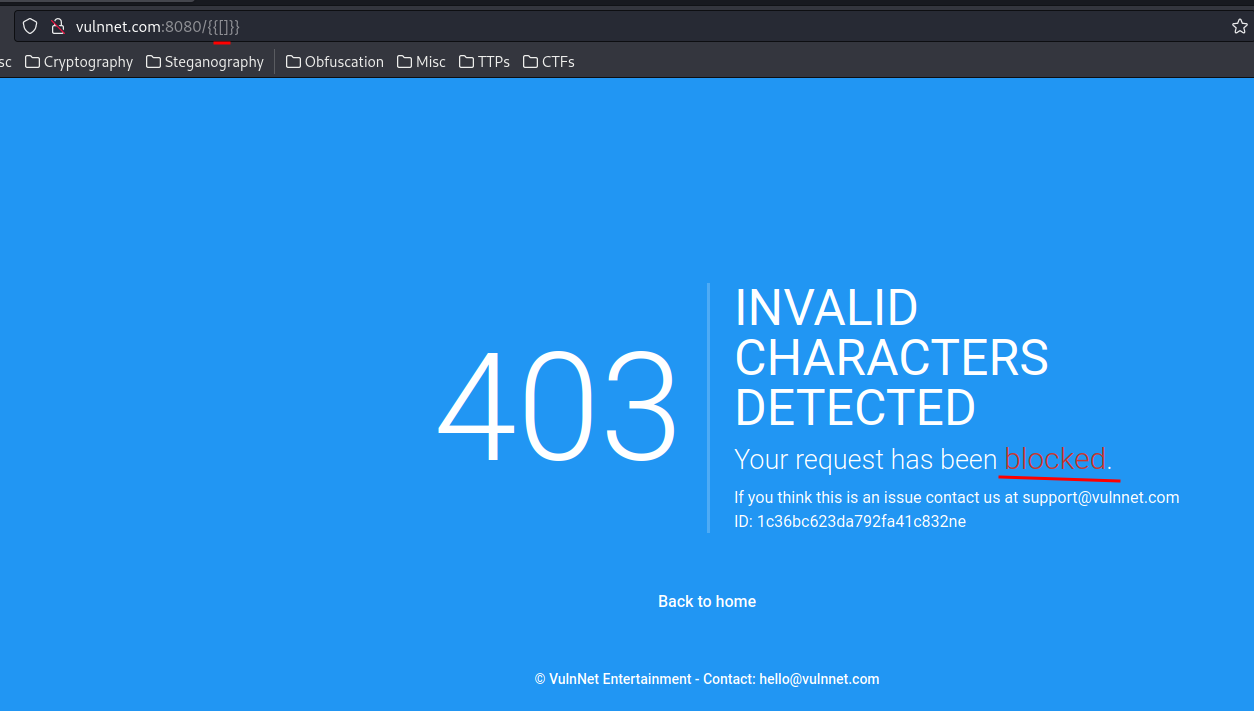 vulnnet.com:8080/{{[]}}
sc Cryptography Steganography Obfuscation Misc TTPs CTFs
403
INVALID
CHARACTERS
DETECTED
Your request has been blocked.
If you think this is an issue contact us at support@vulnnet.com
ID: 1c36bc623da792fa41c832ne
Back to home
© VulnNet Entertainment - Contact: hello@vulnnet.com